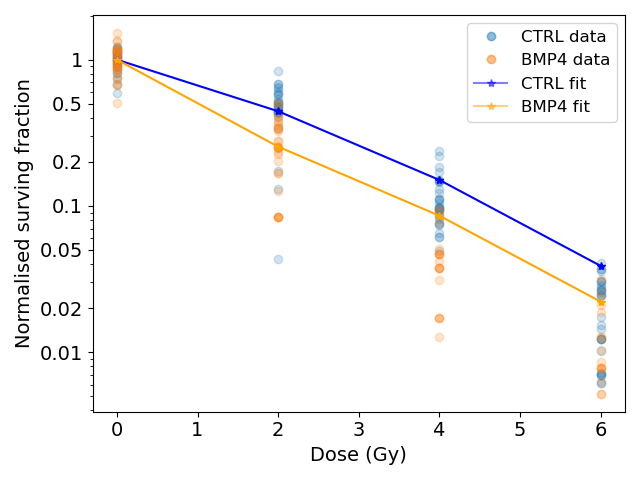 CTRL data
BMP4 data
CTRL fit
BMP4 fit
Normalised surving fraction
1
0.5
0.2
0.1
0.05
0.02
0.01
0 1 2 3 4 5 6
Dose (Gy)